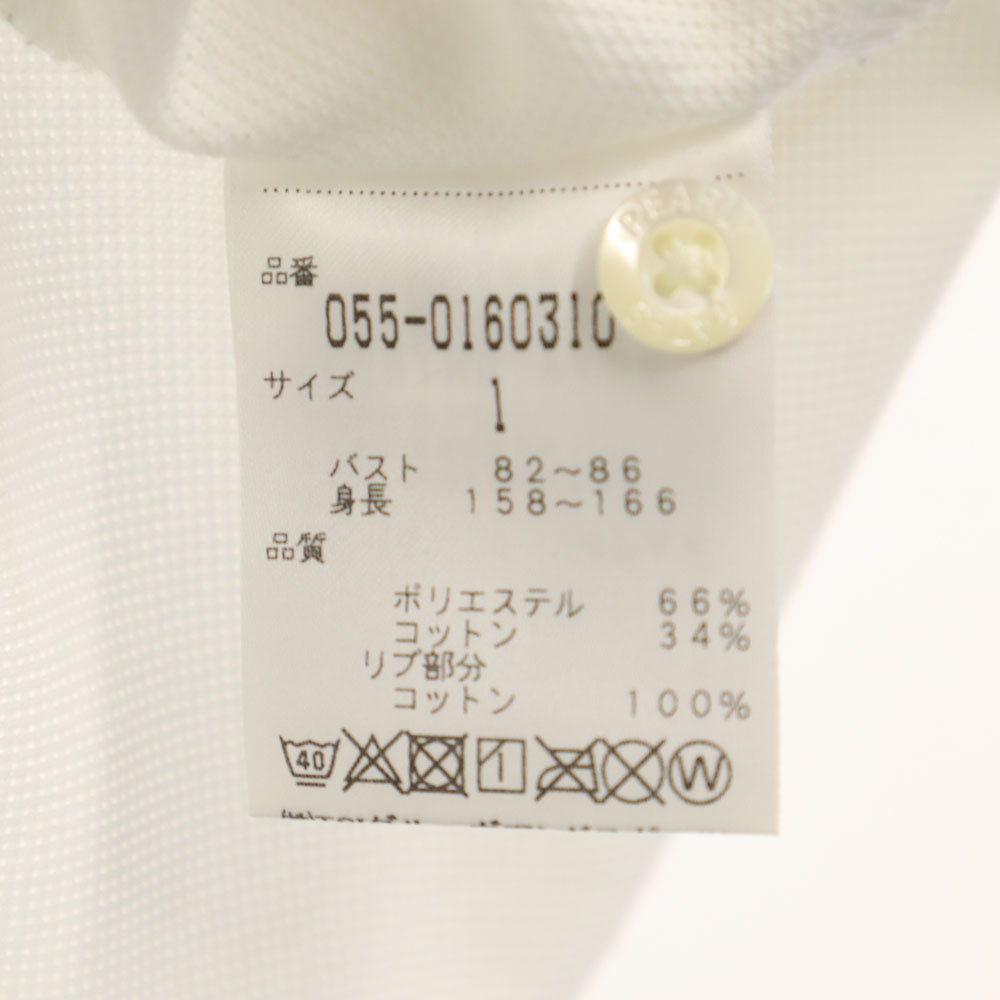 PEARLY
品番
055-0160310
サイズ
1
バスト 82~86
身長 158~166
品質
ポリエステル 66%
コットン 34%
リブ部分
コットン 100%
40
W